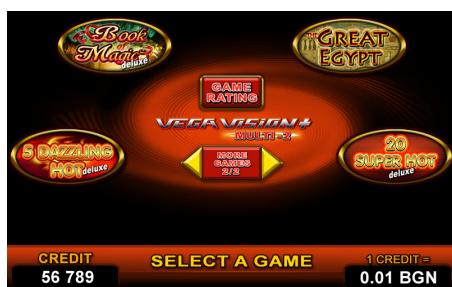 Book
of
Magic
deluxe
THE GREAT
EGYPT
GAME
RATING
VEGA VISION+
MULTI-3
5 DAZZLING
HOT deluxe
MORE
GAMES
2/2
20
SUPER HOT
deluxe
CREDIT
56 789
SELECT A GAME
1 CREDIT =
0.01 BGN